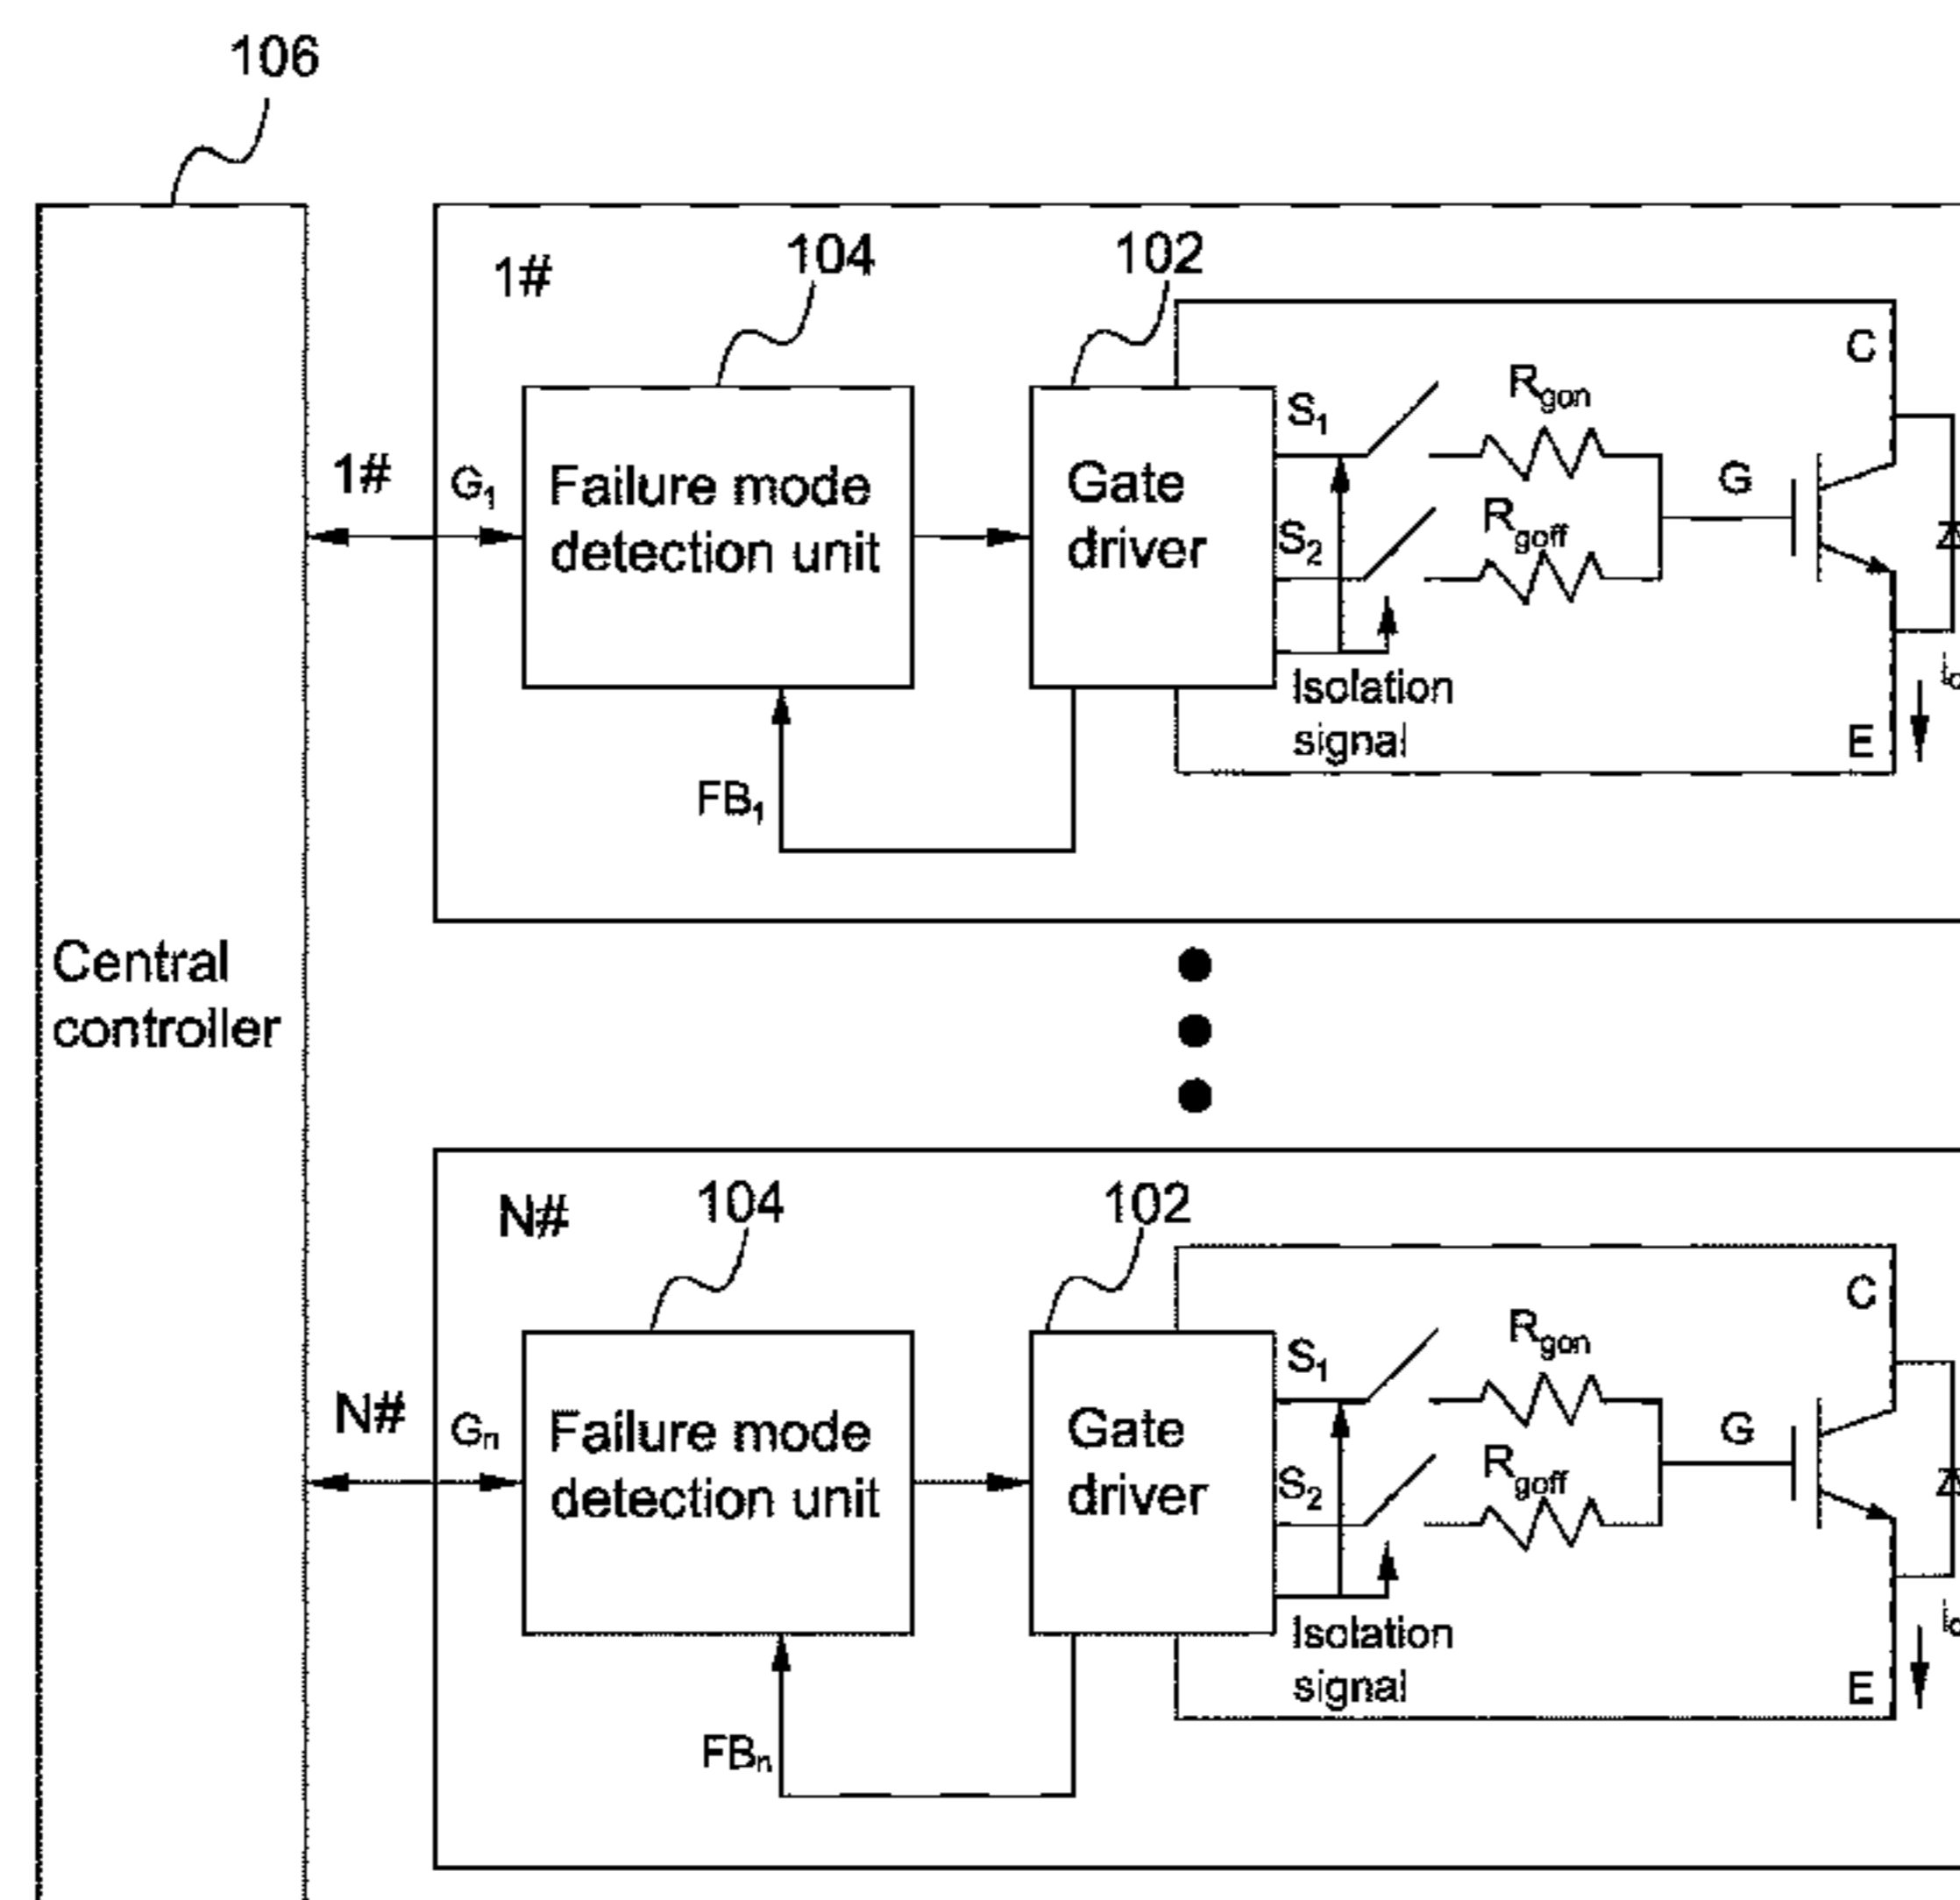 106
1#
104
102
C
S1
Rgon
1#
G1
Failure mode
detection unit
Gate
driver
G
S2
Rgoff
Isolation
signal
E
FB1
Central
controller
N#
104
102
C
S1
Rgon
N#
Gn
Failure mode
detection unit
Gate
driver
G
S2
Rgoff
Isolation
signal
E
FBn